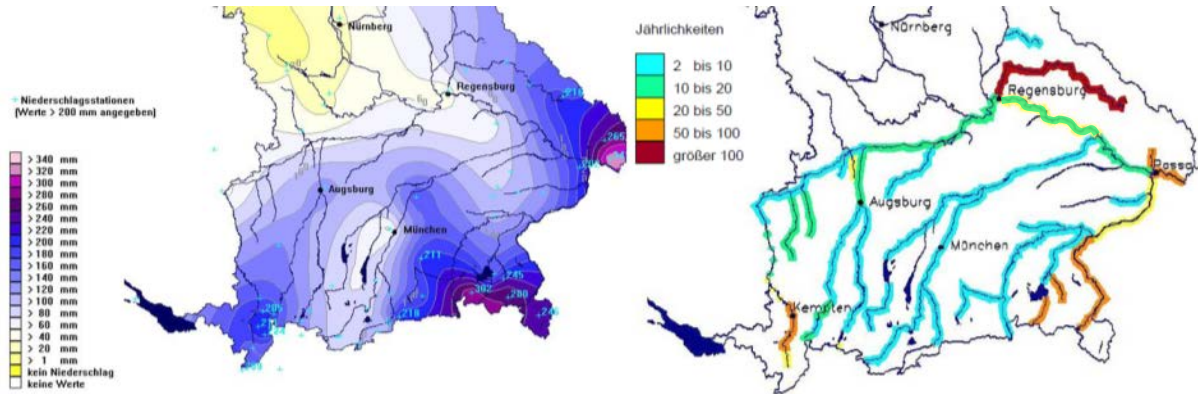 Nürnberg
Regensburg
Niederschlagsstationen
(Werte > 200 mm angegeben)
> 340 mm
> 320 mm
> 300 mm
> 280 mm
> 260 mm
> 240 mm
> 220 mm
> 200 mm
> 180 mm
> 160 mm
> 140 mm
> 120 mm
> 100 mm
> 80 mm
> 60 mm
> 40 mm
> 20 mm
> 1 mm
kein Niederschlag
keine Werte
Augsburg
München
265
211
245
302
Jährlichkeiten
2 bis 10
10 bis 20
20 bis 50
50 bis 100
größer 100
Nürnberg
Regensburg
Passa
Augsburg
München
Kempten